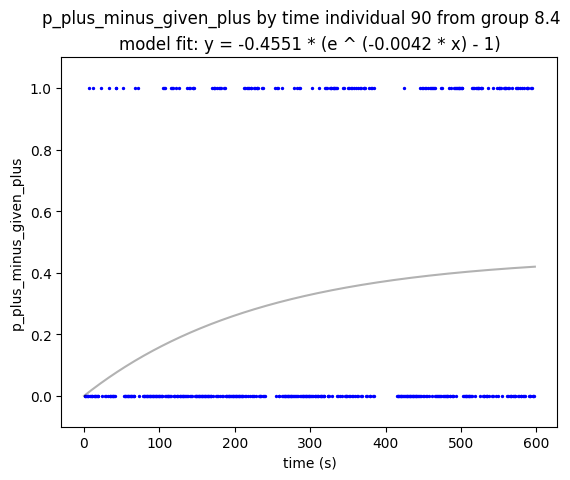 p_plus_minus_given_plus by time individual 90 from group 8.4
model fit: y = -0.4551 * (e ^ (-0.0042 * x) - 1)
1.0
0.8
0.6
0.4
0.2
0.0
p_plus_minus_given_plus
0 100 200 300 400 500 600
time (s)